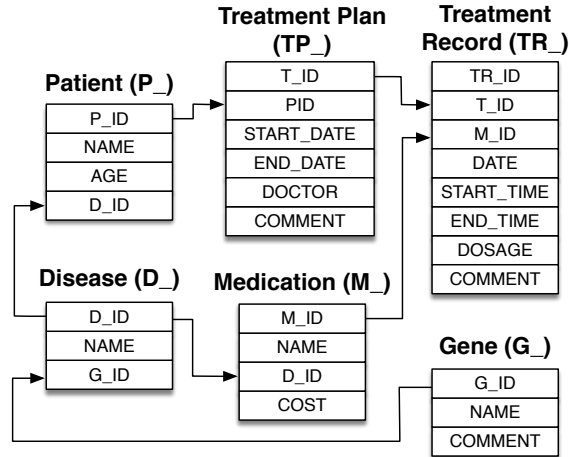 Patient (P_)
P_ID
NAME
AGE
D_ID
Treatment Plan
(TP_)
T_ID
PID
START_DATE
END_DATE
DOCTOR
COMMENT
Treatment
Record (TR_)
TR_ID
T_ID
M_ID
DATE
START_TIME
END_TIME
DOSAGE
COMMENT
Disease (D_)
D_ID
NAME
G_ID
Medication (M_)
M_ID
NAME
D_ID
COST
Gene (G_)
G_ID
NAME
COMMENT